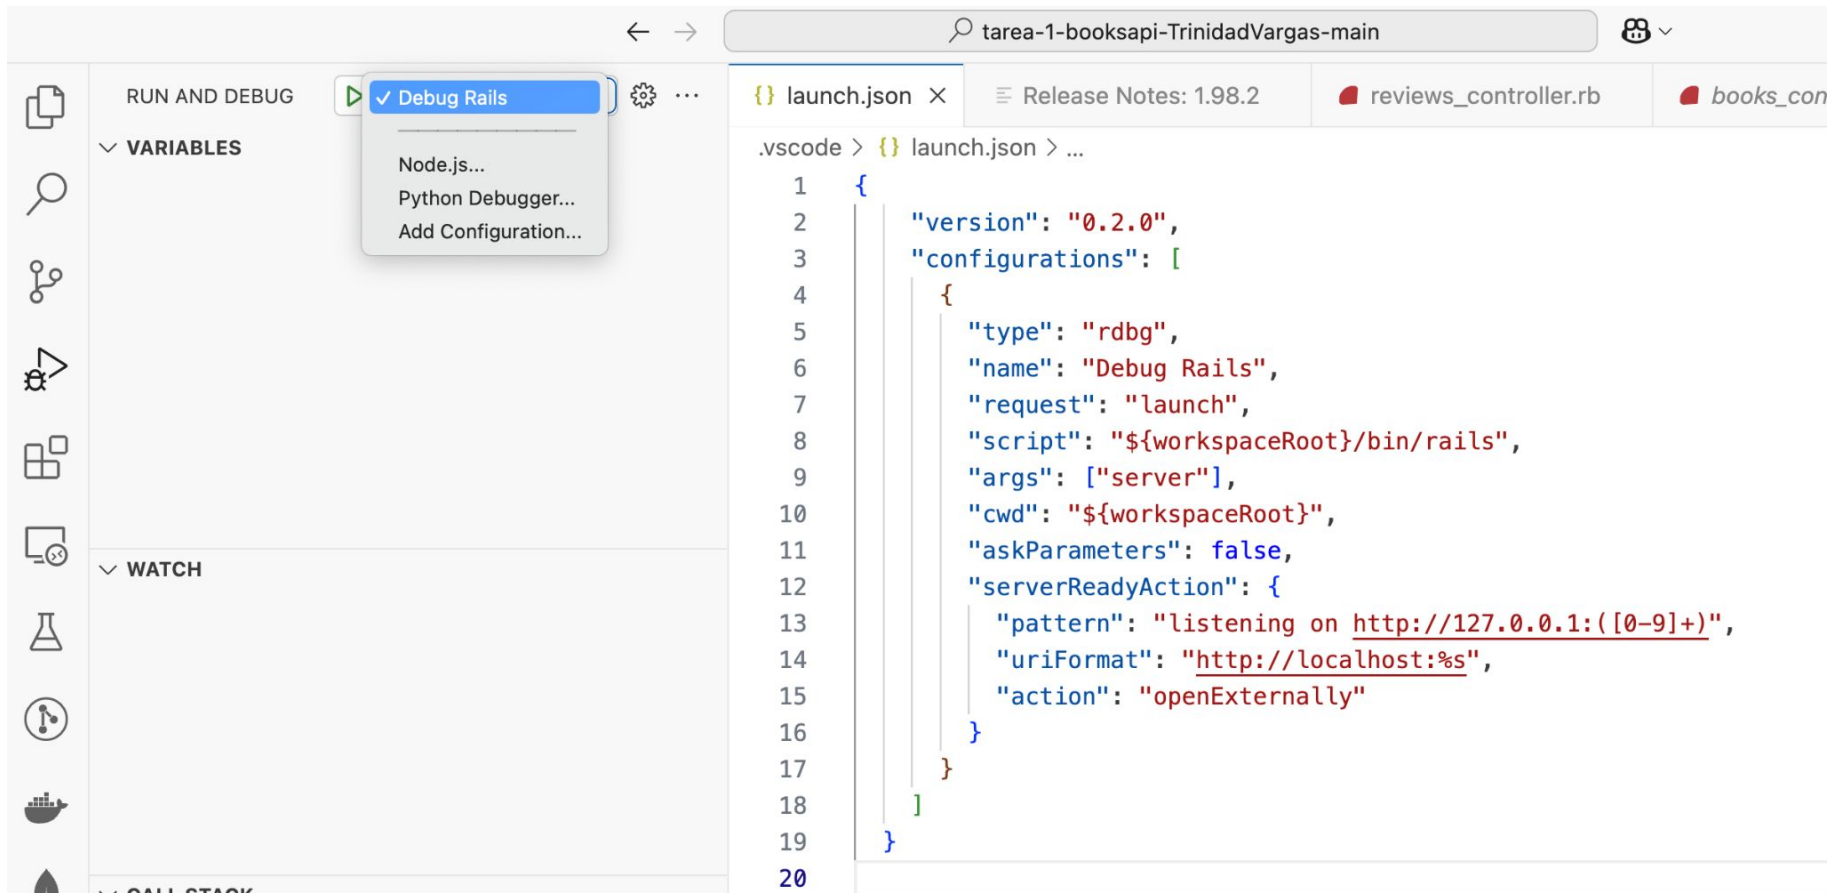 tarea-1-booksapi-TrinidadVargas-main
RUN AND DEBUG
✓ Debug Rails
Node.js...
Python Debugger...
Add Configuration...
VARIABLES
WATCH
CALL STACK
{} launch.json
Release Notes: 1.98.2
reviews_controller.rb
books_con
.vscode > {} launch.json > ...
1 {
2 "version": "0.2.0",
3 "configurations": [
4 {
5 "type": "rdbg",
6 "name": "Debug Rails",
7 "request": "launch",
8 "script": "${workspaceRoot}/bin/rails",
9 "args": ["server"],
10 "cwd": "${workspaceRoot}",
11 "askParameters": false,
12 "serverReadyAction": {
13 "pattern": "listening on http://127.0.0.1:([0-9]+)",
14 "uriFormat": "http://localhost:%s",
15 "action": "openExternally"
16 }
17 }
18 ]
19 }
20